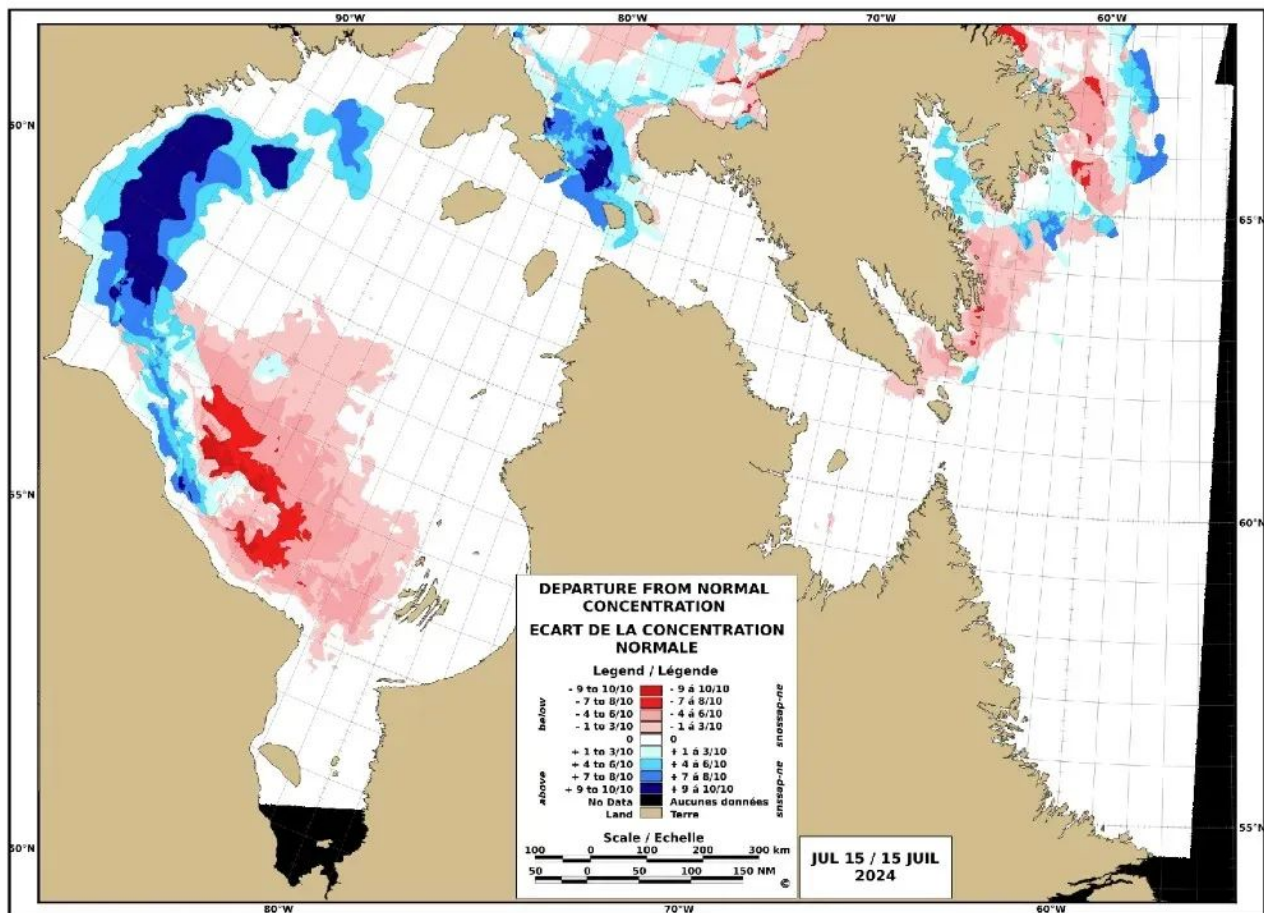 90°W 80°W 70°W 60°W
60°N
65°N
55°N
60°N
DEPARTURE FROM NORMAL
CONCENTRATION
ECART DE LA CONCENTRATION
NORMALE
Legend / Légende
below
au-dessous
- 9 to 10/10 - 9 á 10/10
- 7 to 8/10 - 7 á 8/10
- 4 to 6/10 - 4 á 6/10
- 1 to 3/10 - 1 á 3/10
0 0
above
au-dessus
+ 1 to 3/10 + 1 á 3/10
+ 4 to 6/10 + 4 á 6/10
+ 7 to 8/10 + 7 á 8/10
+ 9 to 10/10 + 9 á 10/10
No Data Aucunes données
Land Terre
Scale / Echelle
100 0 100 200 300 km
50 0 50 100 150 NM
©
JUL 15 / 15 JUIL
2024
55°N
50°N
80°W 70°W 60°W